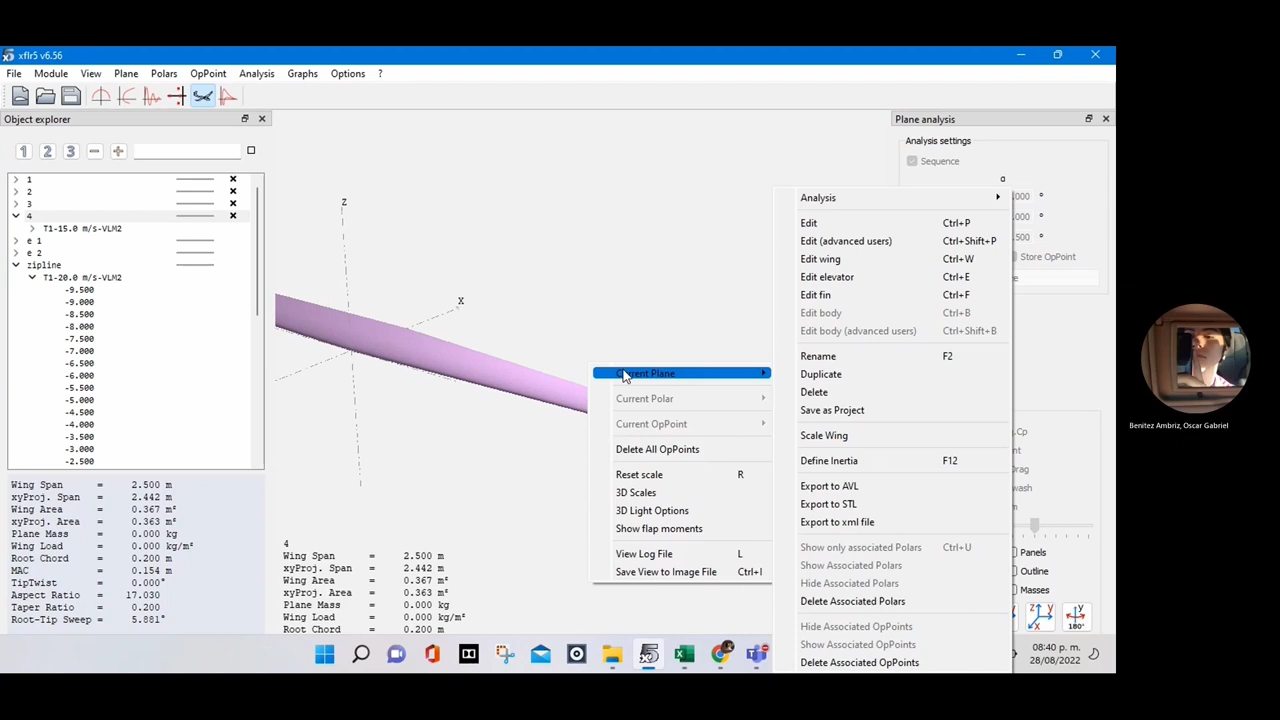 xflr5 v6.56
File Module View Plane Polars OpPoint Analysis Graphs Options ?
Object explorer
1 2 3
1
2
3
4
T1-15.0 m/s-VLM2
e 1
e 2
zipline
T1-20.0 m/s-VLM2
-9.500
-9.000
-8.500
-8.000
-7.500
-7.000
-6.500
-6.000
-5.500
-5.000
-4.500
-4.000
-3.500
-3.000
-2.500
Wing Span = 2.500 m
xyProj. Span = 2.442 m
Wing Area = 0.367 m²
xyProj. Area = 0.363 m²
Plane Mass = 0.000 kg
Wing Load = 0.000 kg/m²
Root Chord = 0.200 m
MAC = 0.154 m
TipTwist = 0.000°
Aspect Ratio = 17.030
Taper Ratio = 0.200
Root-Tip Sweep = 5.881°
Z
X
4
Wing Span = 2.500 m
xyProj. Span = 2.442 m
Wing Area = 0.367 m²
xyProj. Area = 0.363 m²
Plane Mass = 0.000 kg
Wing Load = 0.000 kg/m²
Root Chord = 0.200 m
Current Plane
Current Polar
Current OpPoint
Delete All OpPoints
Reset scale R
3D Scales
3D Light Options
Show flap moments
View Log File L
Save View to Image File Ctrl+I
Analysis
Edit Ctrl+P
Edit (advanced users) Ctrl+Shift+P
Edit wing Ctrl+W
Edit elevator Ctrl+E
Edit fin Ctrl+F
Edit body Ctrl+B
Edit body (advanced users) Ctrl+Shift+B
Rename F2
Duplicate
Delete
Save as Project
Scale Wing
Define Inertia F12
Export to AVL
Export to STL
Export to xml file
Show only associated Polars Ctrl+U
Show Associated Polars
Hide Associated Polars
Delete Associated Polars
Hide Associated OpPoints
Show Associated OpPoints
Delete Associated OpPoints
Plane analysis
Analysis settings
Sequence
α
.000 °
.000 °
.500 °
Store OpPoint
.Cp
Drag
Panels
Outline
Masses
180°
08:40 p. m.
28/08/2022
Benitez Ambriz, Oscar Gabriel